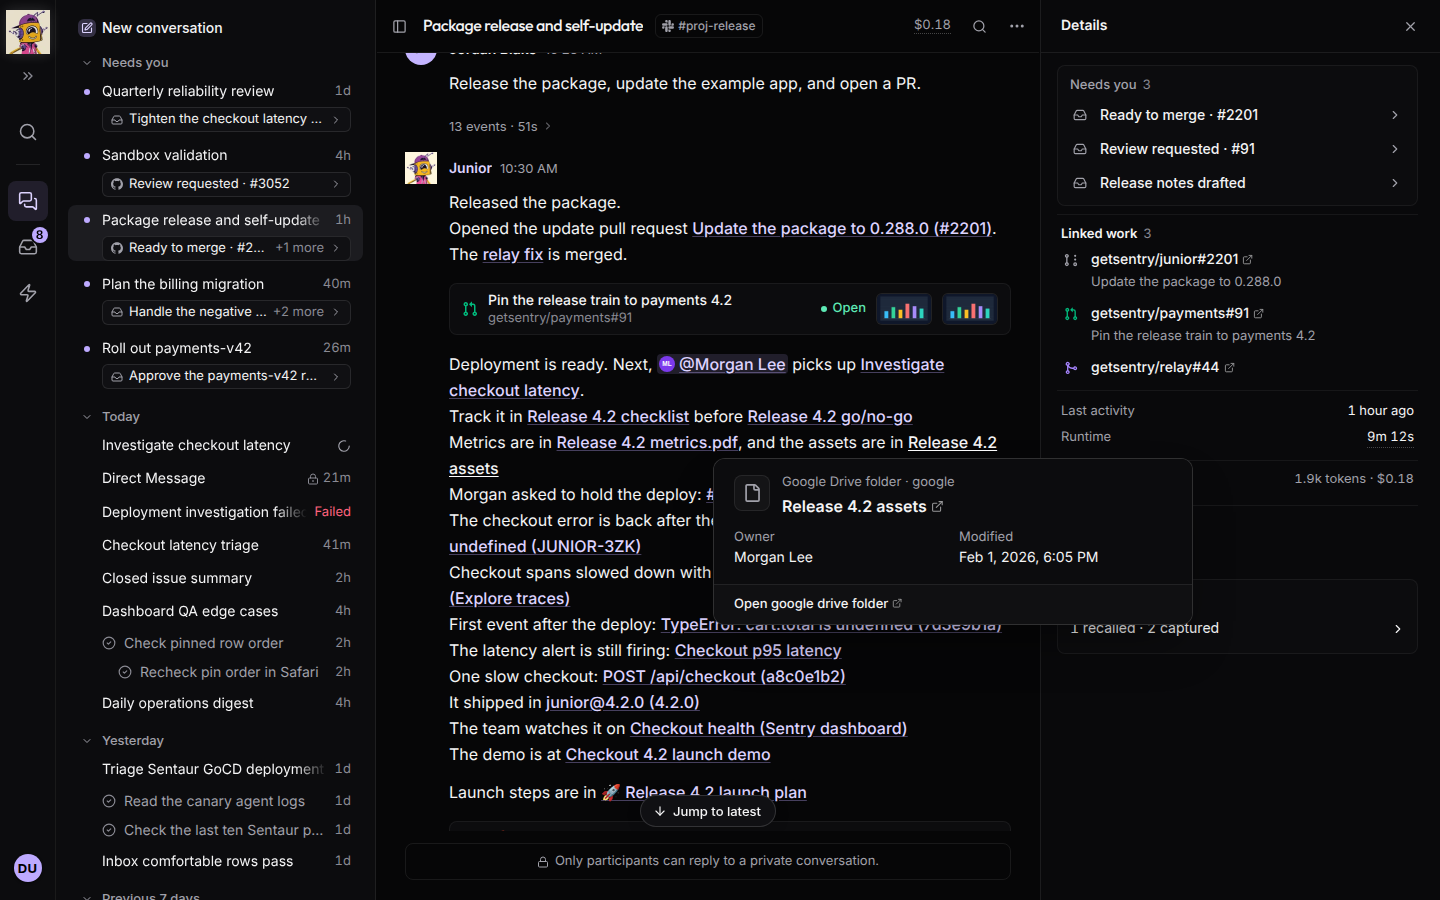 New conversation
Needs you
Quarterly reliability review 1d
Tighten the checkout latency ...
Sandbox validation 4h
Review requested · #3052
Package release and self-update 1h
Ready to merge · #2... +1 more
8
Plan the billing migration 40m
Handle the negative ... +2 more
Roll out payments-v42 26m
Approve the payments-v42 r...
Today
Investigate checkout latency
Direct Message 21m
Deployment investigation failed Failed
Checkout latency triage 41m
Closed issue summary 2h
Dashboard QA edge cases 4h
Check pinned row order 2h
Recheck pin order in Safari 2h
Daily operations digest 4h
Yesterday
Triage Sentaur GoCD deployment 1d
Read the canary agent logs 1d
Check the last ten Sentaur p... 1d
Inbox comfortable rows pass 1d
Previous 7 days
DU
Package release and self-update #proj-release $0.18
Release the package, update the example app, and open a PR.
13 events · 51s
Junior 10:30 AM
Released the package.
Opened the update pull request Update the package to 0.288.0 (#2201).
The relay fix is merged.
Pin the release train to payments 4.2
getsentry/payments#91
Open
Deployment is ready. Next, ML @Morgan Lee picks up Investigate
checkout latency.
Track it in Release 4.2 checklist before Release 4.2 go/no-go
Metrics are in Release 4.2 metrics.pdf, and the assets are in Release 4.2
assets
Morgan asked to hold the deploy: #
The checkout error is back after the
undefined (JUNIOR-3ZK)
Checkout spans slowed down with
(Explore traces)
First event after the deploy: TypeError: cart.total is undefined (7d3e9b1a)
The latency alert is still firing: Checkout p95 latency
One slow checkout: POST /api/checkout (a8c0e1b2)
It shipped in junior@4.2.0 (4.2.0)
The team watches it on Checkout health (Sentry dashboard)
The demo is at Checkout 4.2 launch demo
Launch steps are in 🚀 Release 4.2 launch plan
Jump to latest
Only participants can reply to a private conversation.
Google Drive folder · google
Release 4.2 assets
Owner Modified
Morgan Lee Feb 1, 2026, 6:05 PM
Open google drive folder
Details
Needs you 3
Ready to merge · #2201
Review requested · #91
Release notes drafted
Linked work 3
getsentry/junior#2201
Update the package to 0.288.0
getsentry/payments#91
Pin the release train to payments 4.2
getsentry/relay#44
Last activity 1 hour ago
Runtime 9m 12s
1.9k tokens · $0.18
1 recalled · 2 captured